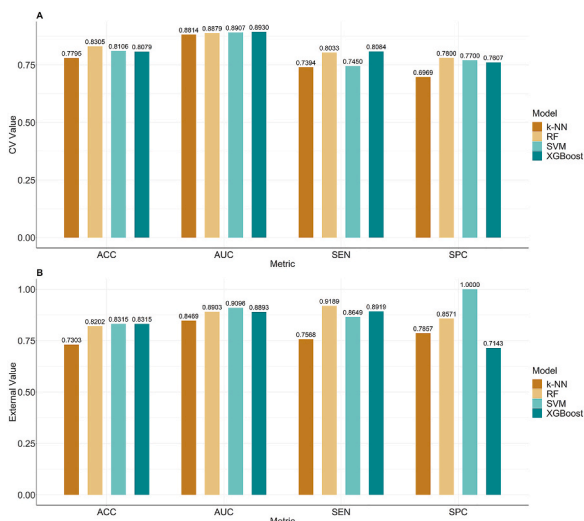 A
0.7795 0.8305 0.8106 0.8079 0.8814 0.8879 0.8907 0.8930 0.7394 0.8033 0.7450 0.8084 0.6969 0.7800 0.7700 0.7607
0.75
0.50
0.25
0.00
CV Value
Model
k-NN
RF
SVM
XGBoost
ACC AUC SEN SPC
Metric
B
1.00
0.7303 0.8202 0.8315 0.8315 0.8469 0.8903 0.9096 0.8893 0.7568 0.9189 0.8649 0.8919 0.7857 0.8571 1.0000 0.7143
0.75
0.50
0.25
0.00
External Value
Model
k-NN
RF
SVM
XGBoost
ACC AUC SEN SPC
Metric